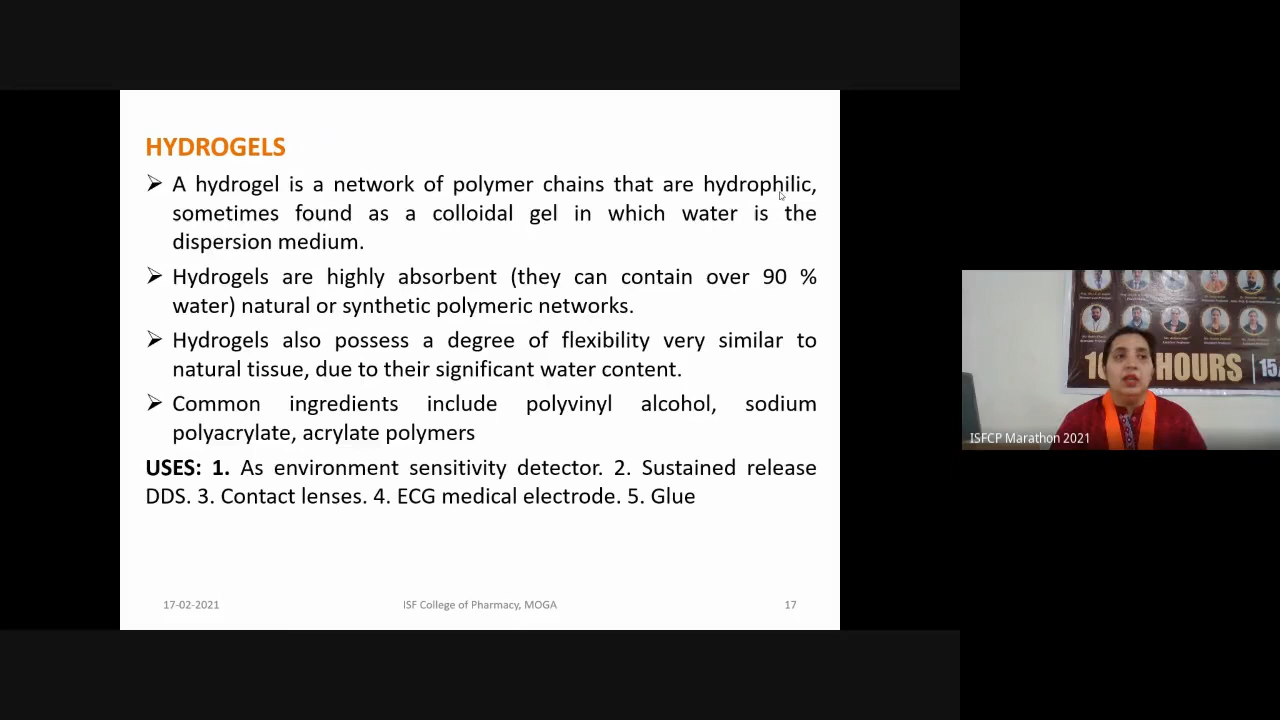 HYDROGELS
➢ A hydrogel is a network of polymer chains that are hydrophilic,
sometimes found as a colloidal gel in which water is the
dispersion medium.
➢ Hydrogels are highly absorbent (they can contain over 90 %
water) natural or synthetic polymeric networks.
➢ Hydrogels also possess a degree of flexibility very similar to
natural tissue, due to their significant water content.
➢ Common ingredients include polyvinyl alcohol, sodium
polyacrylate, acrylate polymers
USES: 1. As environment sensitivity detector. 2. Sustained release
DDS. 3. Contact lenses. 4. ECG medical electrode. 5. Glue
17-02-2021
ISF College of Pharmacy, MOGA
17
HOURS
15
ISFCP Marathon 2021